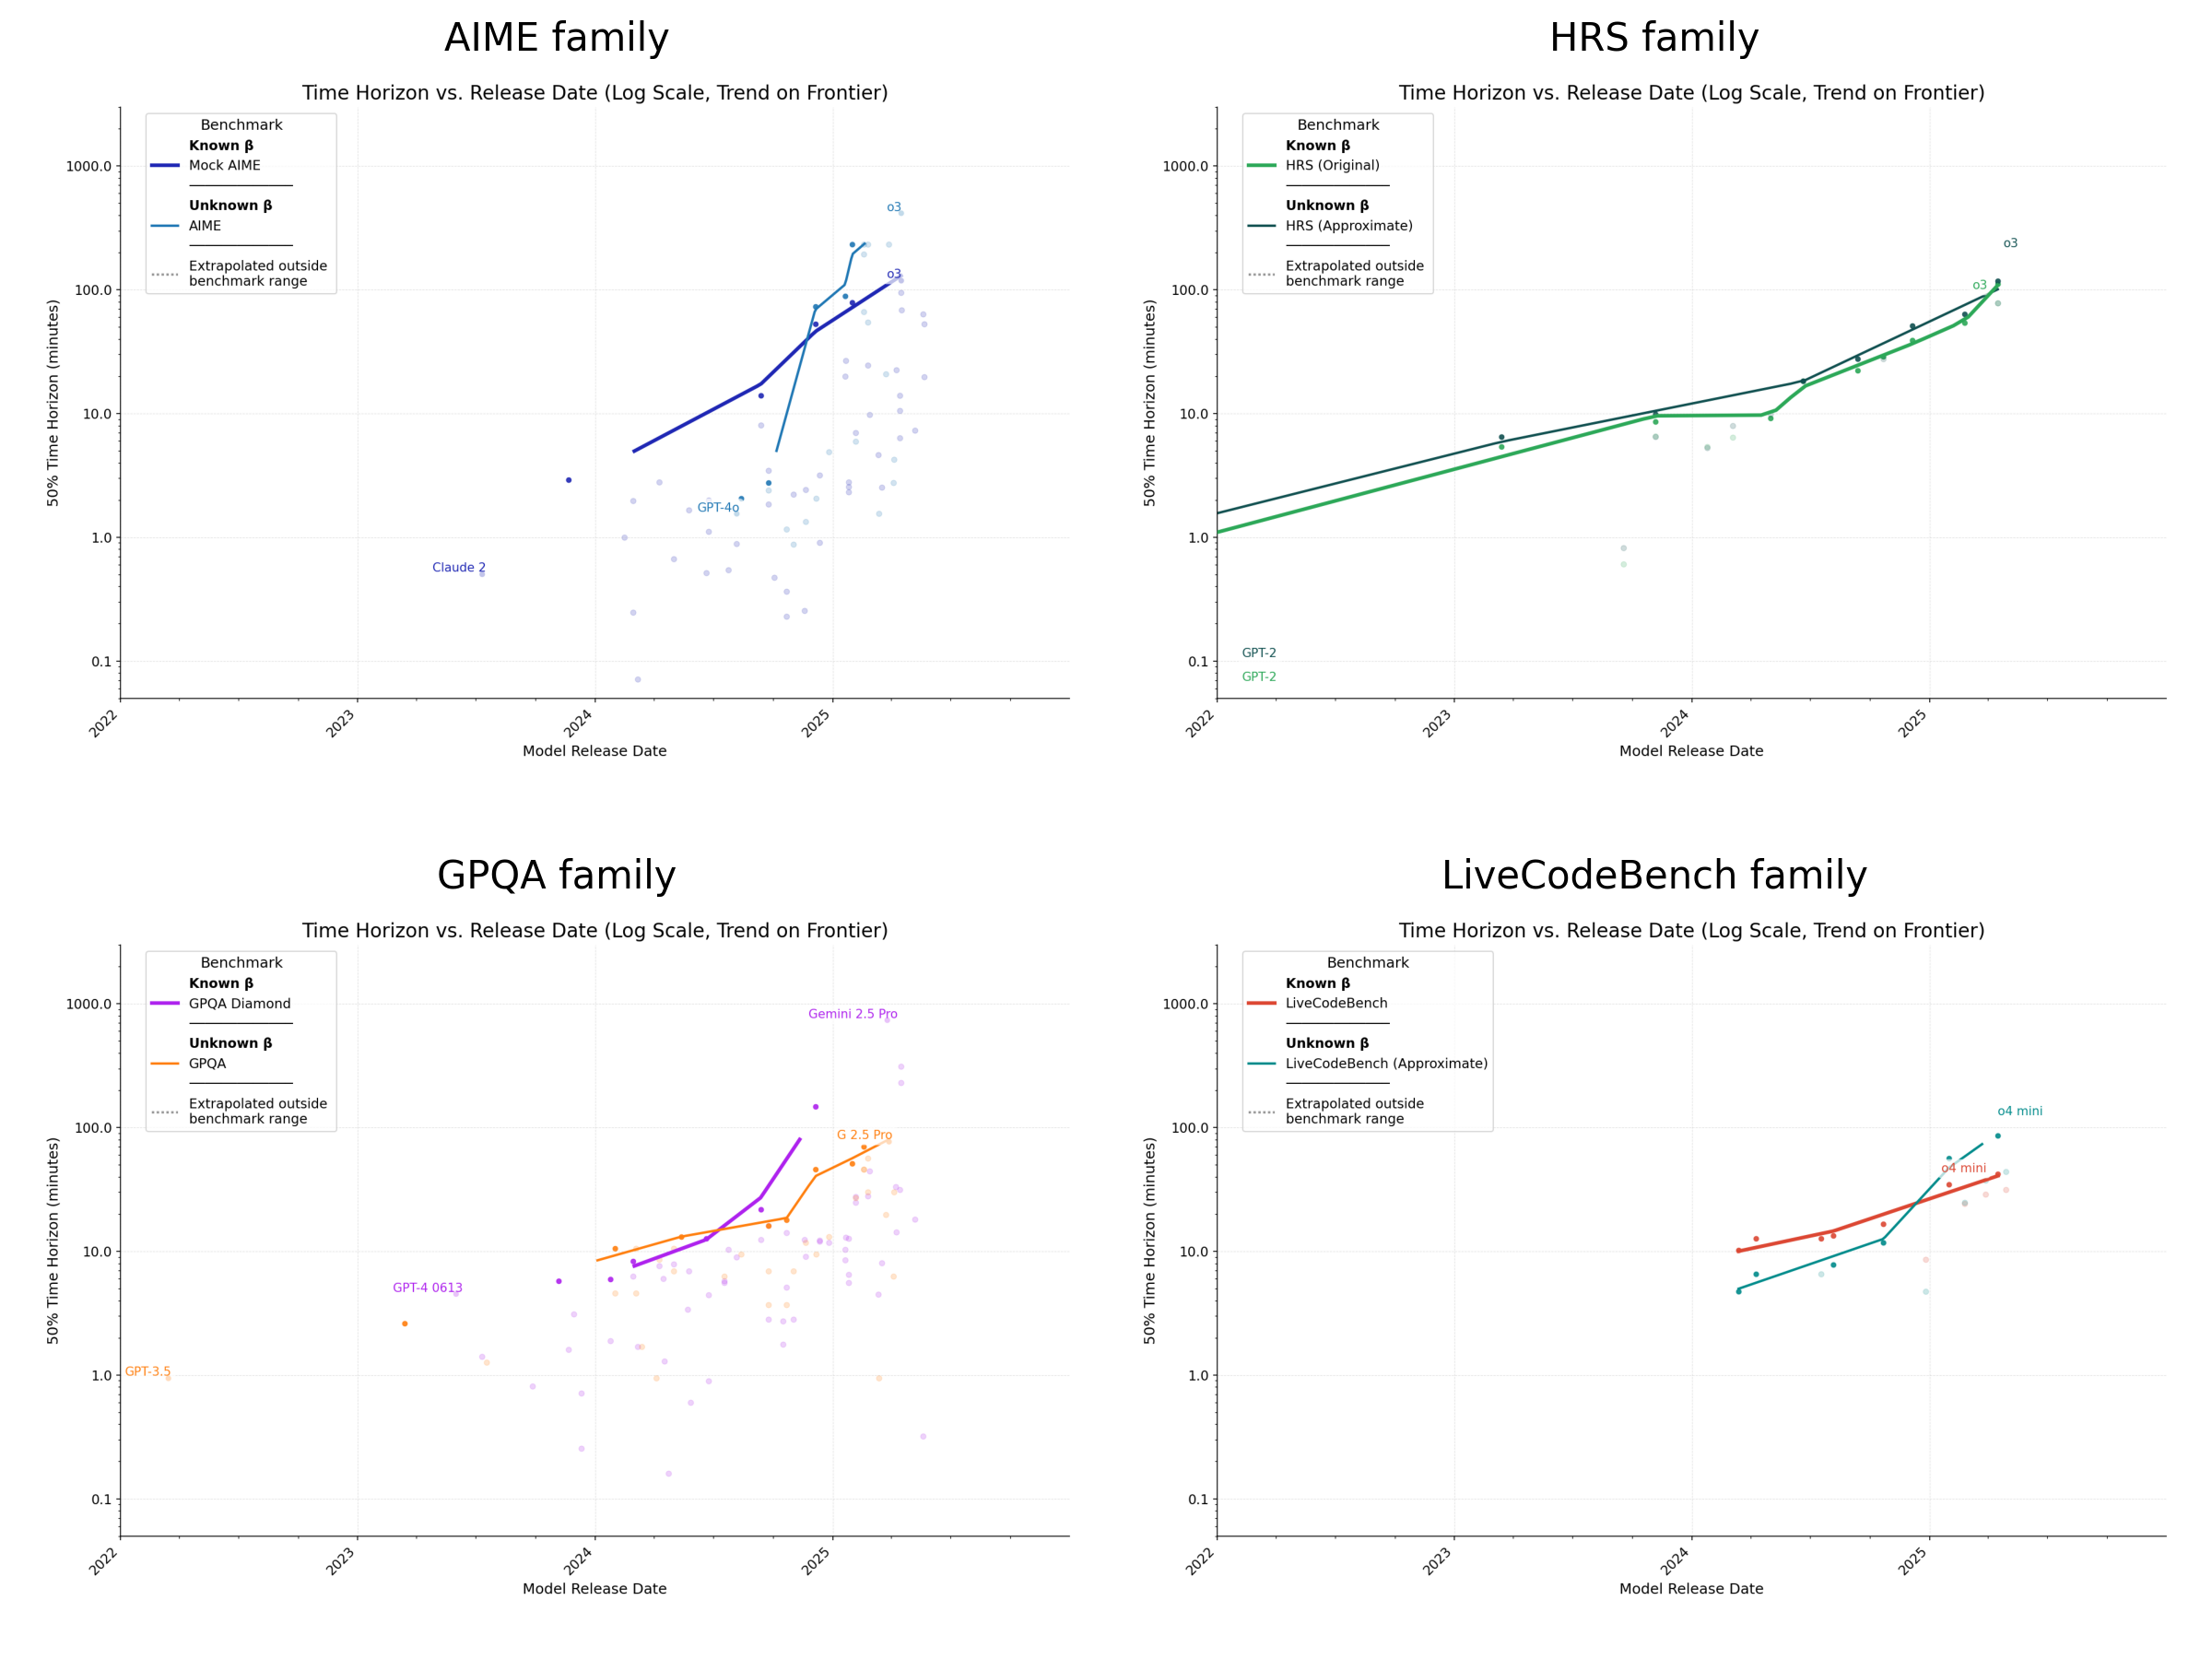 AIME family
Time Horizon vs. Release Date (Log Scale, Trend on Frontier)
Benchmark
Known β
Mock AIME
Unknown β
AIME
Extrapolated outside
benchmark range
50% Time Horizon (minutes)
1000.0
100.0
10.0
1.0
0.1
o3
o3
GPT-4o
Claude 2
2022
2023
2024
2025
Model Release Date
HRS family
Time Horizon vs. Release Date (Log Scale, Trend on Frontier)
Benchmark
Known β
HRS (Original)
Unknown β
HRS (Approximate)
Extrapolated outside
benchmark range
50% Time Horizon (minutes)
1000.0
100.0
10.0
1.0
0.1
o3
o3
GPT-2
GPT-2
2022
2023
2024
2025
Model Release Date
GPQA family
Time Horizon vs. Release Date (Log Scale, Trend on Frontier)
Benchmark
Known β
GPQA Diamond
Unknown β
GPQA
Extrapolated outside
benchmark range
50% Time Horizon (minutes)
1000.0
100.0
10.0
1.0
0.1
Gemini 2.5 Pro
G 2.5 Pro
GPT-4 0613
GPT-3.5
2022
2023
2024
2025
Model Release Date
LiveCodeBench family
Time Horizon vs. Release Date (Log Scale, Trend on Frontier)
Benchmark
Known β
LiveCodeBench
Unknown β
LiveCodeBench (Approximate)
Extrapolated outside
benchmark range
50% Time Horizon (minutes)
1000.0
100.0
10.0
1.0
0.1
o4 mini
o4 mini
2022
2023
2024
2025
Model Release Date